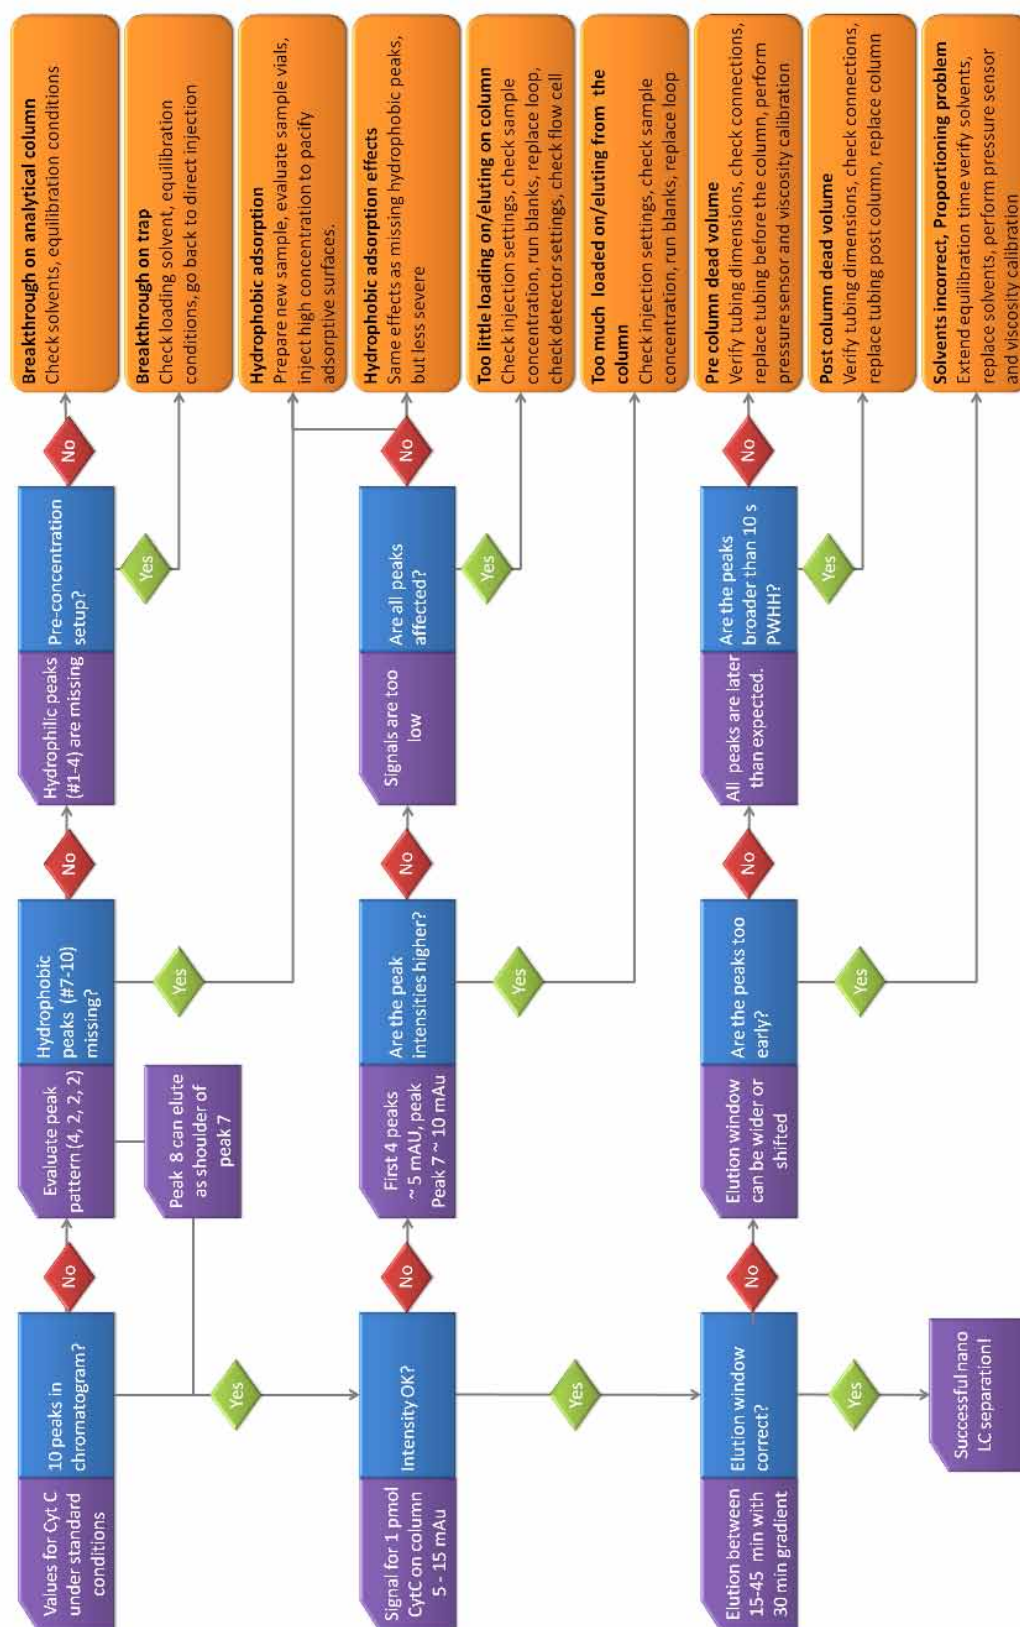 Values for Cyt C
under standard
conditions
10 peaks in
chromatogram?
No
Evaluate peak
pattern (4, 2, 2, 2)
Hydrophobic
peaks (#7-10)
missing?
No
Hydrophilic peaks
(#1-4) are missing
Pre-concentration
setup?
No
Breakthrough on analytical column
Check solvents, equilibration conditions
Yes
Breakthrough on trap
Check loading solvent, equilibration
conditions, go back to direct injection
Yes
Hydrophobic adsorption
Prepare new sample, evaluate sample vials,
inject high concentration to pacify
adsorptive surfaces.
Peak 8 can elute
as shoulder of
peak 7
Yes
Signal for 1 pmol
CytC on column
5 - 15 mAu
Intensity OK?
No
First 4 peaks
~ 5 mAU, peak
Peak 7 ~ 10 mAu
Are the peak
intensities higher?
No
Signals are too
low
Are all peaks
affected?
No
Hydrophobic adsorption effects
Same effects as missing hydrophobic peaks,
but less severe
Yes
Too little loading on/eluting on column
Check injection settings, check sample
concentration, run blanks, replace loop,
check detector settings, check flow cell
Yes
Too much loaded on/eluting from the
column
Check injection settings, check sample
concentration, run blanks, replace loop
Yes
Elution between
15-45 min with
30 min gradient
Elution window
correct?
No
Elution window
can be wider or
shifted
Are the peaks too
early?
No
All peaks are later
than expected.
Are the peaks
broader than 10 s
PWHH?
No
Pre column dead volume
Verify tubing dimensions, check connections,
replace tubing before the column, perform
pressure sensor and viscosity calibration
Yes
Post column dead volume
Verify tubing dimensions, check connections,
replace tubing post column, replace column
Yes
Solvents incorrect, Proportioning problem
Extend equilibration time verify solvents,
replace solvents, perform pressure sensor
and viscosity calibration
Yes
Successful nano
LC separation!